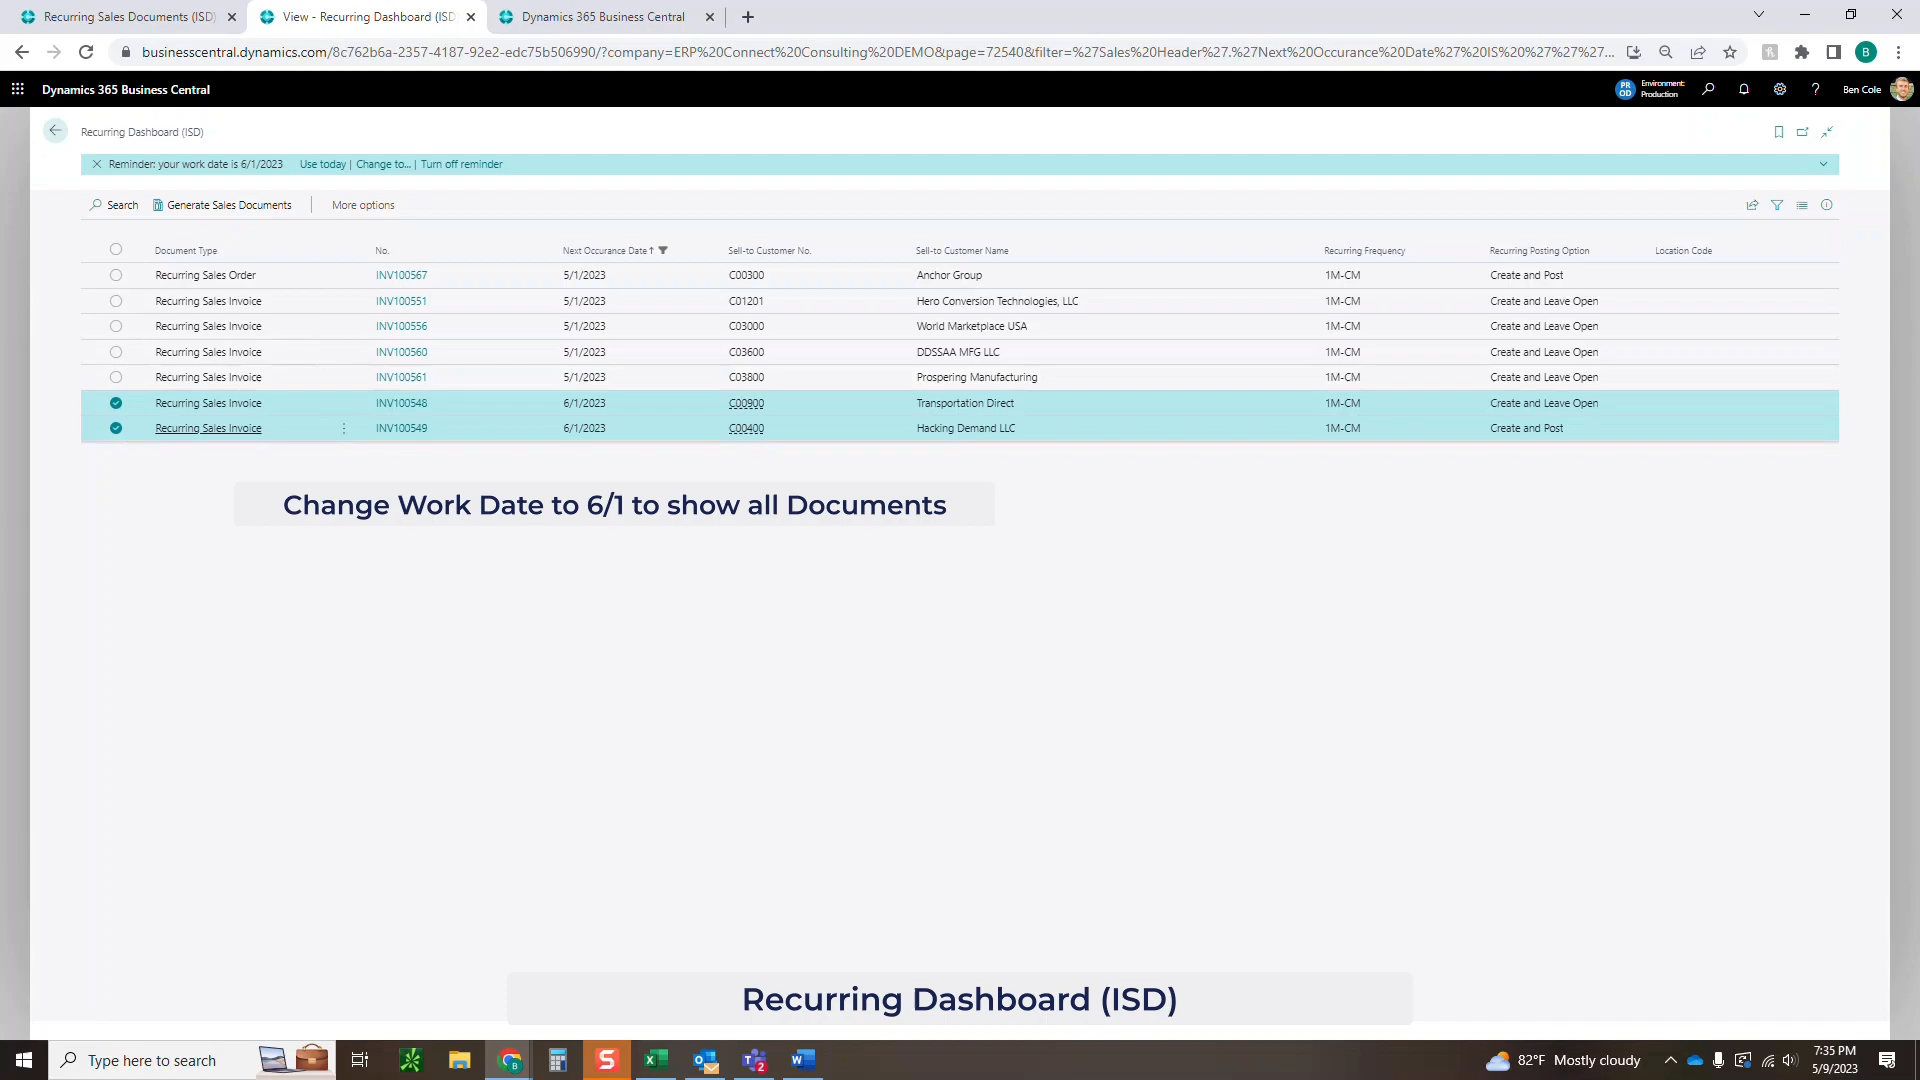 Recurring Sales Documents (ISD)
View - Recurring Dashboard (ISD
Dynamics 365 Business Central
businesscentral.dynamics.com/8c762b6a-2357-4187-92e2-edc75b506990/?company=ERP%20Connect%20Consulting%20DEMO&page=72540&filter=%27Sales%20Header%27.%27Next%20Occurance%20Date%27%20IS%20%27%27%27...
B
Dynamics 365 Business Central
PR OD
Environment:
Production
Ben Cole
Recurring Dashboard (ISD)
Reminder: your work date is 6/1/2023 Use today | Change to... | Turn off reminder
Search Generate Sales Documents More options
Document Type No. Next Occurance Date ↑ Sell-to Customer No. Sell-to Customer Name Recurring Frequency Recurring Posting Option Location Code
Recurring Sales Order INV100567 5/1/2023 C00300 Anchor Group 1M-CM Create and Post
Recurring Sales Invoice INV100551 5/1/2023 C01201 Hero Conversion Technologies, LLC 1M-CM Create and Leave Open
Recurring Sales Invoice INV100556 5/1/2023 C03000 World Marketplace USA 1M-CM Create and Leave Open
Recurring Sales Invoice INV100560 5/1/2023 C03600 DDSSAA MFG LLC 1M-CM Create and Leave Open
Recurring Sales Invoice INV100561 5/1/2023 C03800 Prospering Manufacturing 1M-CM Create and Leave Open
Recurring Sales Invoice INV100548 6/1/2023 C00900 Transportation Direct 1M-CM Create and Leave Open
Recurring Sales Invoice INV100549 6/1/2023 C00400 Hacking Demand LLC 1M-CM Create and Post
Change Work Date to 6/1 to show all Documents
Recurring Dashboard (ISD)
Type here to search
82°F Mostly cloudy
7:35 PM
5/9/2023